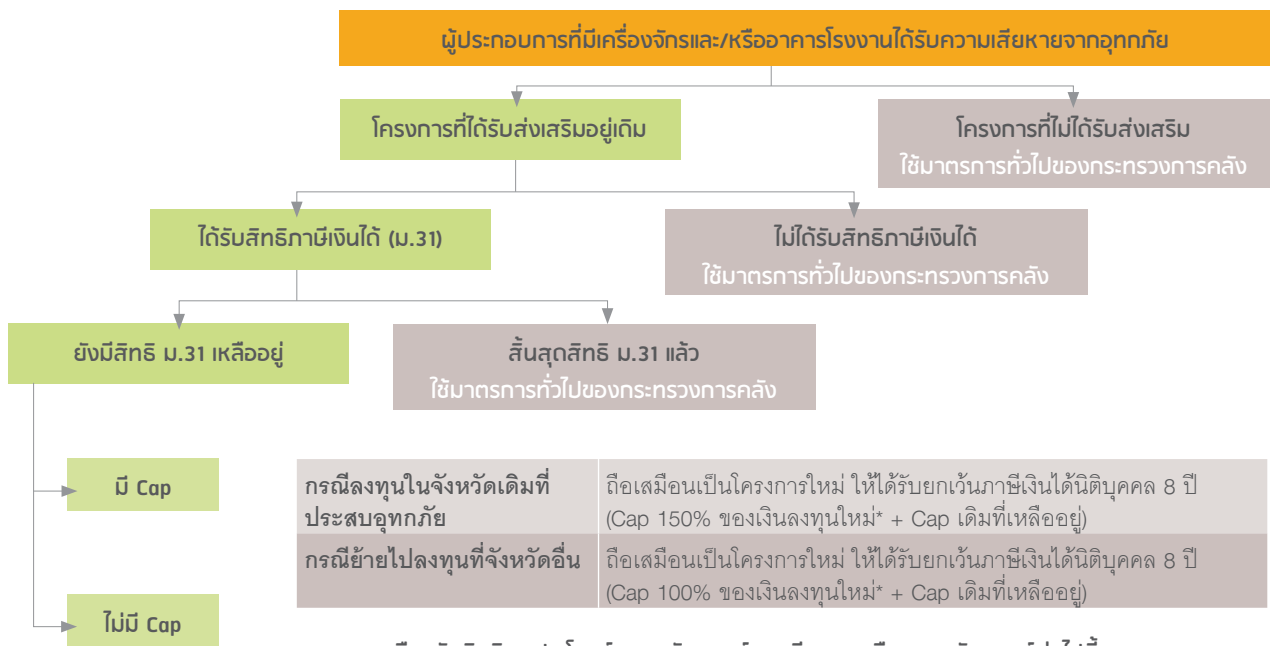 ผู้ประกอบการที่มีเครื่องจักรและ/หรืออาคารโรงงานได้รับความเสียหายจากอุทกภัย
โครงการที่ได้รับส่งเสริมอยู่เดิม
โครงการที่ไม่ได้รับส่งเสริม
ใช้มาตรการทั่วไปของกระทรวงการคลัง
ได้รับสิทธิภาษีเงินได้ (ม.31)
ไม่ได้รับสิทธิภาษีเงินได้
ใช้มาตรการทั่วไปของกระทรวงการคลัง
ยังมีสิทธิ ม.31 เหลืออยู่
สิ้นสุดสิทธิ ม.31 แล้ว
ใช้มาตรการทั่วไปของกระทรวงการคลัง
มี Cap
กรณีลงทุนในจังหวัดเดิมที่
ประสบอุทกภัย
ถือเสมือนเป็นโครงการใหม่ ให้ได้รับยกเว้นภาษีเงินได้นิติบุคคล 8 ปี
(Cap 150% ของเงินลงทุนใหม่* + Cap เดิมที่เหลืออยู่)
กรณีย้ายไปลงทุนที่จังหวัดอื่น
ถือเสมือนเป็นโครงการใหม่ ให้ได้รับยกเว้นภาษีเงินได้นิติบุคคล 8 ปี
(Cap 100% ของเงินลงทุนใหม่* + Cap เดิมที่เหลืออยู่)
ไม่มี Cap